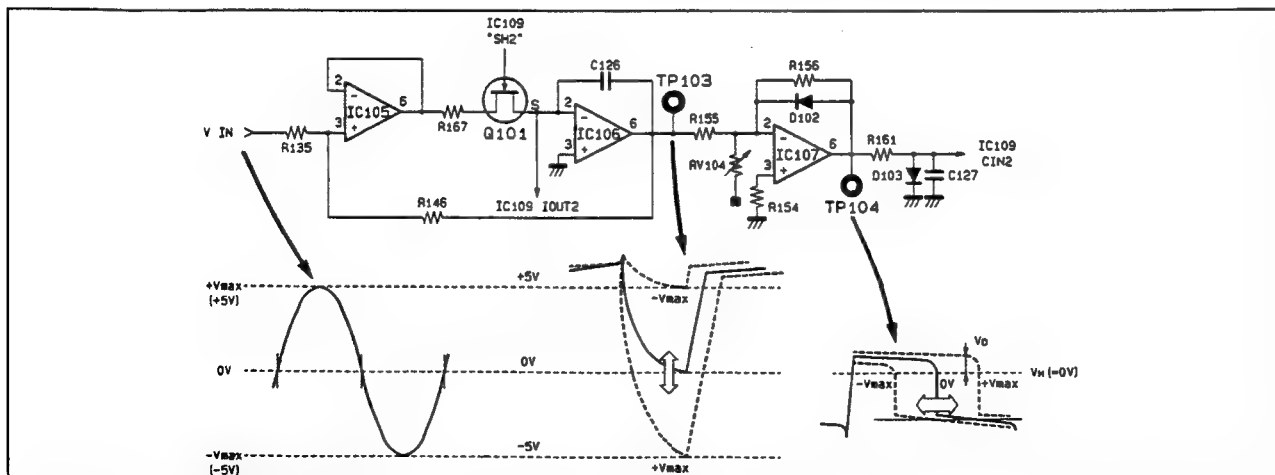 IC109
"SH2"
C126
TP103
R156
D102
2
6
IC105
3
R167
Q101
S
2
6
IC106
3
R155
2
6
IC107
3
RV104
R154
R161
IC109
CIN2
D103
C127
TP104
V IN
R135
R146
IC109 IOUT2
+Vmax
(+5V)
+5V
-Vmax
VD
0V
0V
-Vmax
0V
+Vmax
VH (=0V)
-Vmax
(-5V)
-5V
+Vmax